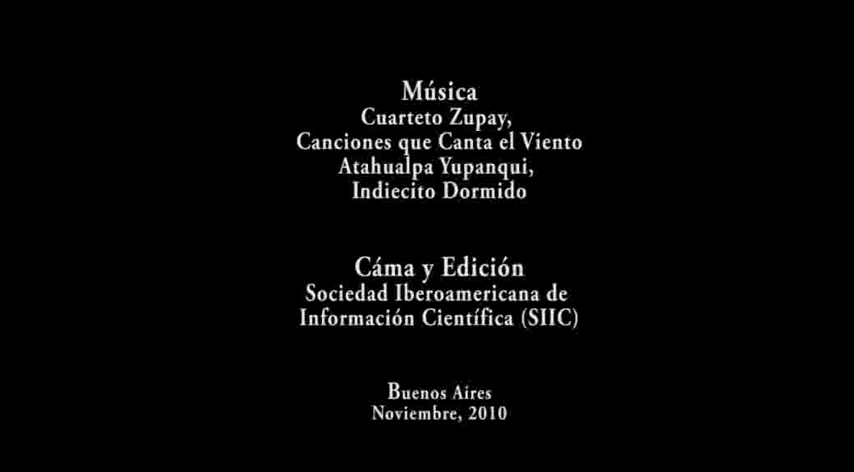 Música
Cuarteto Zupay,
Canciones que Canta el Viento
Atahualpa Yupanqui,
Indiecito Dormido
Cáma y Edición
Sociedad Iberoamericana de
Información Científica (SIIC)
Buenos Aires
Noviembre, 2010